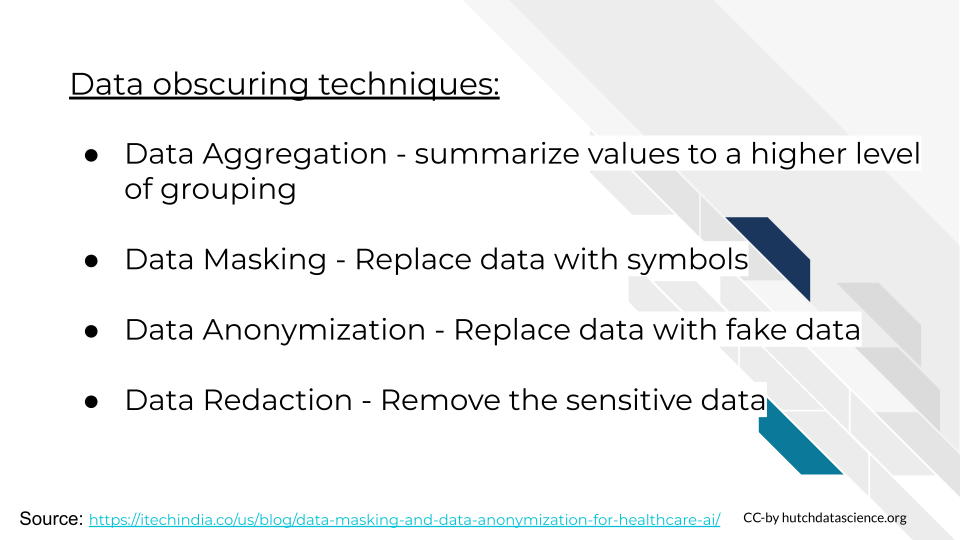 Data obscuring techniques:
● Data Aggregation - summarize values to a higher level
of grouping
● Data Masking - Replace data with symbols
● Data Anonymization - Replace data with fake data
● Data Redaction - Remove the sensitive data
Source: https://itechindia.co/us/blog/data-masking-and-data-anonymization-for-healthcare-ai/
CC-by hutchdatascience.org